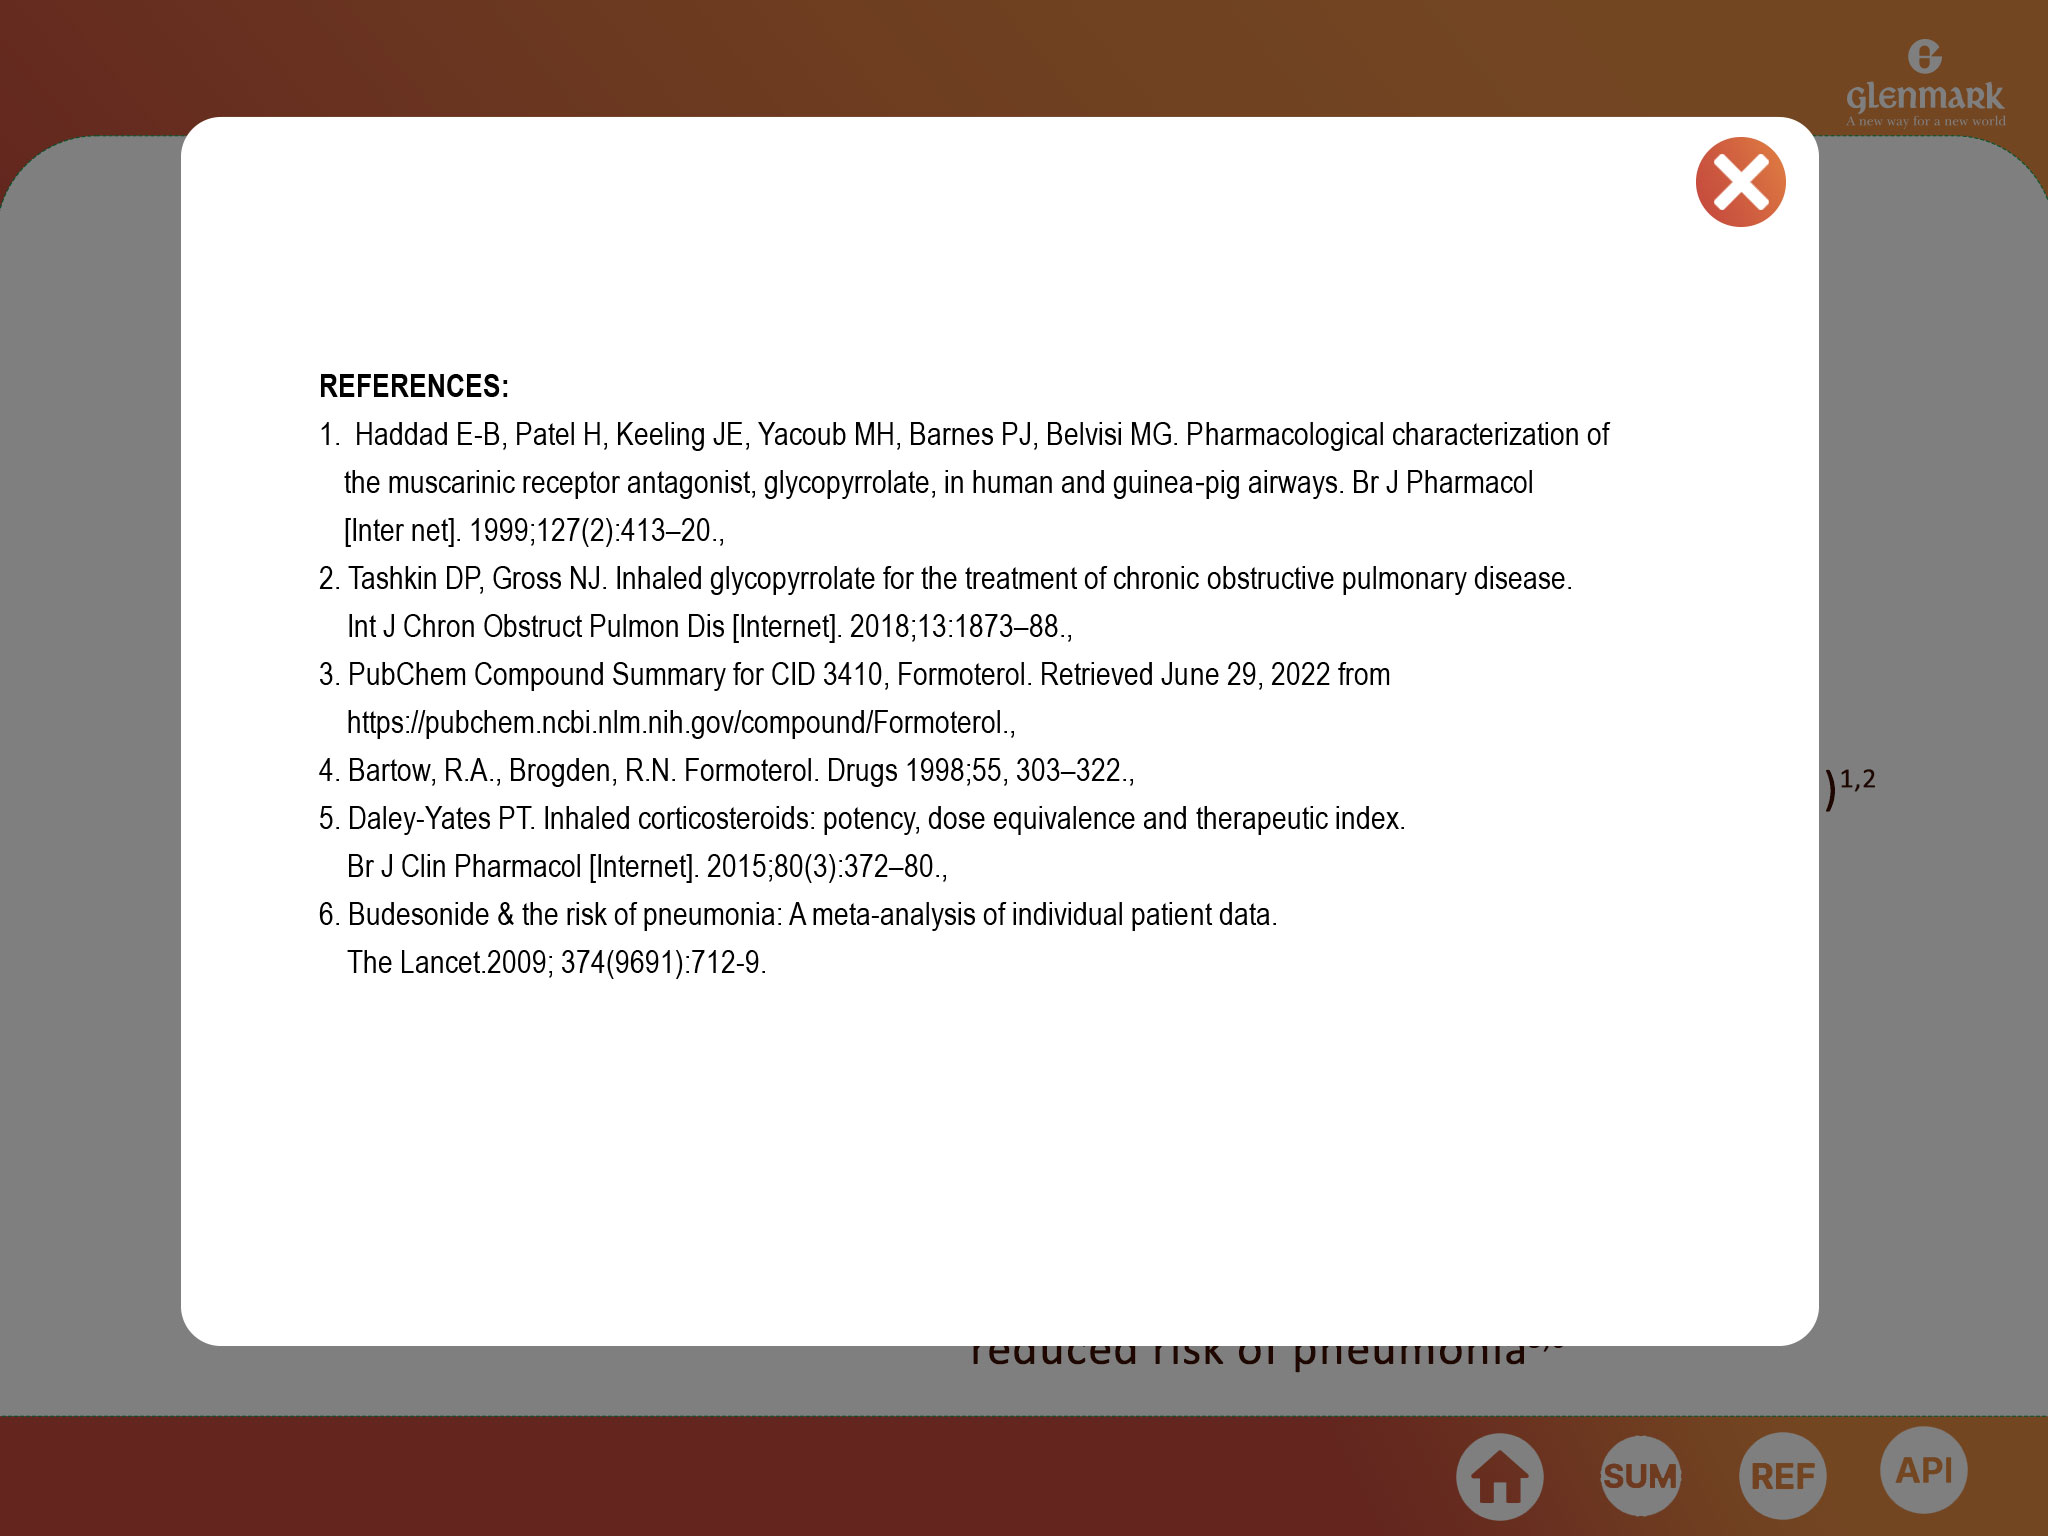 glenmark
A new way for a new world
REFERENCES:
1. Haddad E-B, Patel H, Keeling JE, Yacoub MH, Barnes PJ, Belvisi MG. Pharmacological characterization of
the muscarinic receptor antagonist, glycopyrrolate, in human and guinea-pig airways. Br J Pharmacol
[Inter net]. 1999;127(2):413–20.,
2. Tashkin DP, Gross NJ. Inhaled glycopyrrolate for the treatment of chronic obstructive pulmonary disease.
Int J Chron Obstruct Pulmon Dis [Internet]. 2018;13:1873–88.,
3. PubChem Compound Summary for CID 3410, Formoterol. Retrieved June 29, 2022 from
https://pubchem.ncbi.nlm.nih.gov/compound/Formoterol.,
4. Bartow, R.A., Brogden, R.N. Formoterol. Drugs 1998;55, 303–322.,
)1,2
5. Daley-Yates PT. Inhaled corticosteroids: potency, dose equivalence and therapeutic index.
Br J Clin Pharmacol [Internet]. 2015;80(3):372–80.,
6. Budesonide & the risk of pneumonia: A meta-analysis of individual patient data.
The Lancet.2009; 374(9691):712-9.
reduced risk of pneumonia
SUM REF API